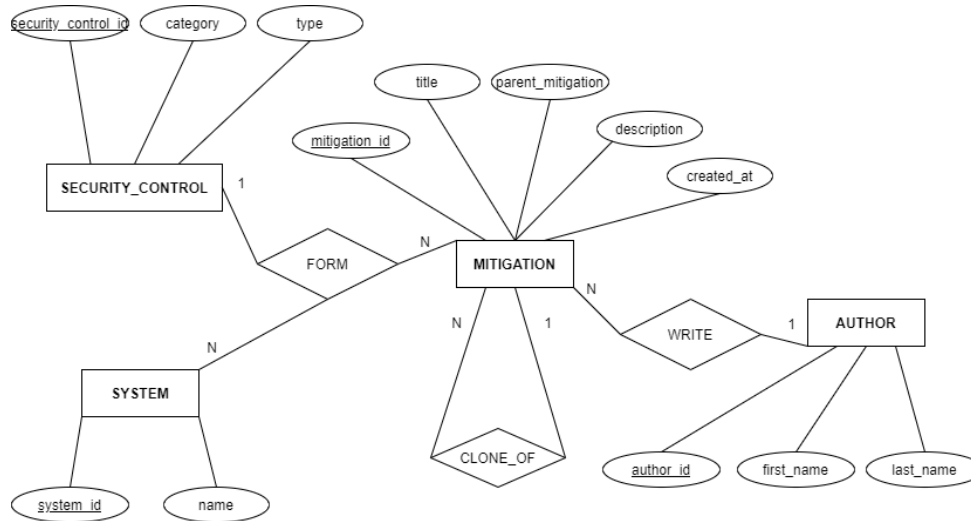 security_control_id
category
type
title
parent_mitigation
mitigation_id
description
created_at
SECURITY_CONTROL
1
FORM
N
MITIGATION
N
N
1
WRITE
1
AUTHOR
N
SYSTEM
CLONE_OF
system_id
name
author_id
first_name
last_name